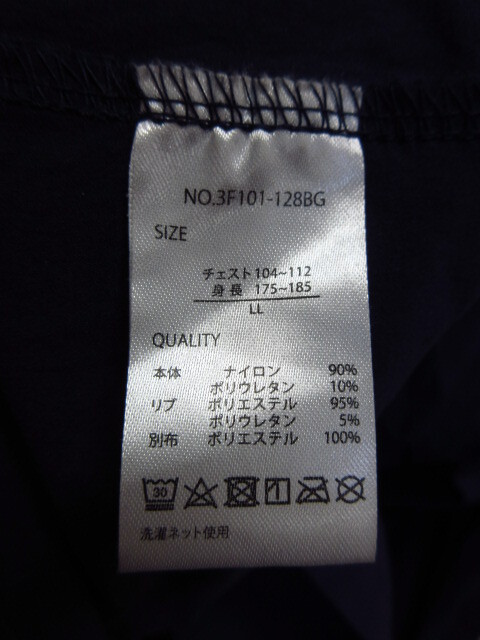 NO.3F101-128BG
SIZE
チェスト104~112
身長 175~185
LL
QUALITY
本体 ナイロン 90%
ポリウレタン 10%
リブ ポリエステル 95%
ポリウレタン 5%
別布 ポリエステル 100%
30
洗濯ネット使用